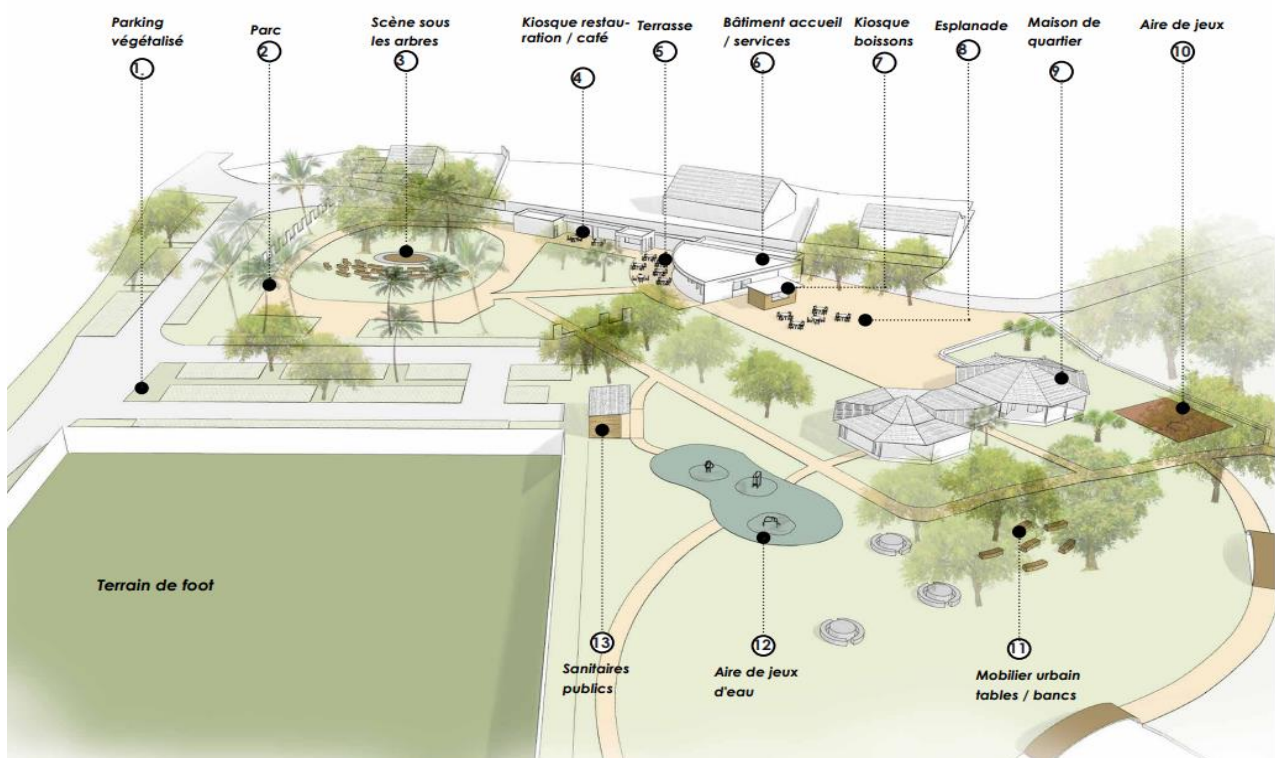 Parking
végétalisé
1
Parc
2
Scène sous
les arbres
3
Kiosque restau-
ration / café
4
Terrasse
5
Bâtiment accueil
/ services
6
Kiosque
boissons
7
Esplanade
8
Maison de
quartier
9
Aire de jeux
10
Terrain de foot
13
Sanitaires
publics
12
Aire de jeux
d'eau
11
Mobilier urbain
tables / bancs